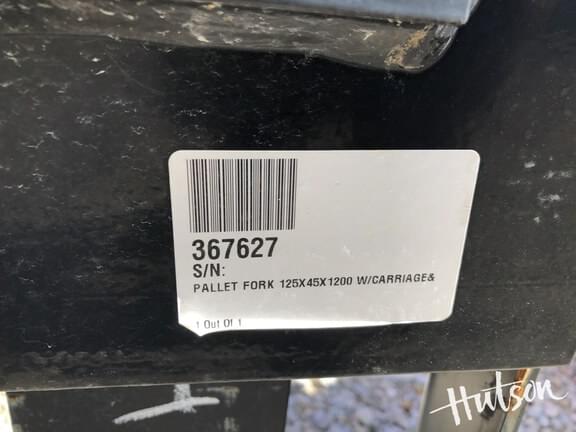 367627
S/N:
PALLET FORK 125X45X1200 W/CARRIAGE&
1 Out Of 1
Hutson